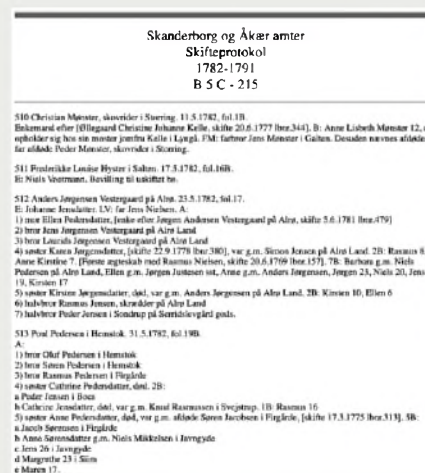 Skanderborg og Åkær amter
Skifteprotokol
1782-1791
B 5 C - 215
510 Christian Mønster, skovrider i Storring. 11.5.1782, fol.1B.
Enkemand efter [Øllegaard Christine Johanne Kalle, skifte 20.6.1777 lbnr.344]. B: Anne Lisbeth Mønster 12,
opholder sig hos sin moster jomfru Kalle i Lyngå. FM: farbror Jens Mønster i Galten. Desuden nævnes afdøde
far afdøde Peder Mønster, skovrider i Storring.
511 Frederikke Louise Hyster i Salten. 17.5.1782, fol.16B.
E: Niels Bevilling til uskiftet bo.
512 Anders Jørgensen Vestergaard på Alrø. 23.5.1782, fol.17.
E: Johanne Jensdatter. LV: far Jens Nielsen. A:
1) mor Ellen Pedersdatter, [enke efter Jørgen Andersen Vestergaard på Alrø, skifte 5.6.1781 lbnr.479]
2) bror Jens Jørgensen Vestergaard på Alrø Land
3) bror Laurids Jørgensen Vestergaard på Alrø Land
4) søster Karen Jørgensdatter, [skifte 22.9.1778 lbnr.380], var g.m. Simon Jensen på Alrø Land. 2B: Rasmus 6,
Anne Kirstine 7. [Første ægteskab med Rasmus Nielsen, skifte 20.6.1769 lbnr.157]. 7B: Barbara g.m. Niels
Pedersen på Alrø Land, Ellen g.m. Jørgen Justesen sst, Anne g.m. Anders Jørgensen, Jørgen 23, Niels 20, Jens
19, Kirsten 17
5) søster Kirsten Jørgensdatter, død, var g.m. Anders Jørgensen på Alrø Land. 2B: Kirsten 10, Ellen 6
6) halvbror Rasmus Jensen, skrædder på Alrø Land
7) halvbror Peder Jensen i Sondrup på Serridslevgård gods.
513 Poul Pedersen i Hemstok. 31.5.1782, fol.19B.
A:
1) bror Oluf Pedersen i Hemstok
2) bror Søren Pedersen i Hemstok
3) bror Rasmus Pedersen i Firgårde
4) søster Cathrine Pedersdatter, død. 2B:
a Peder Jensen i Boes
b Cathrine Jensdatter, død, var g.m. Knud Rasmussen i Svejstrup. 1B: Rasmus 16
5) søster Anne Pedersdatter, død, var g.m. afdøde Søren Jacobsen i Firgårde, [skifte 17.3.1775 lbnr.313]. 5B:
a Jacob Sørensen i Firgårde
b Anne Sørensdatter g.m. Niels Mikkelsen i Javngyde
c Jens 26 i Javngyde
d Margrethe 23 i Siim
e Maren 17.